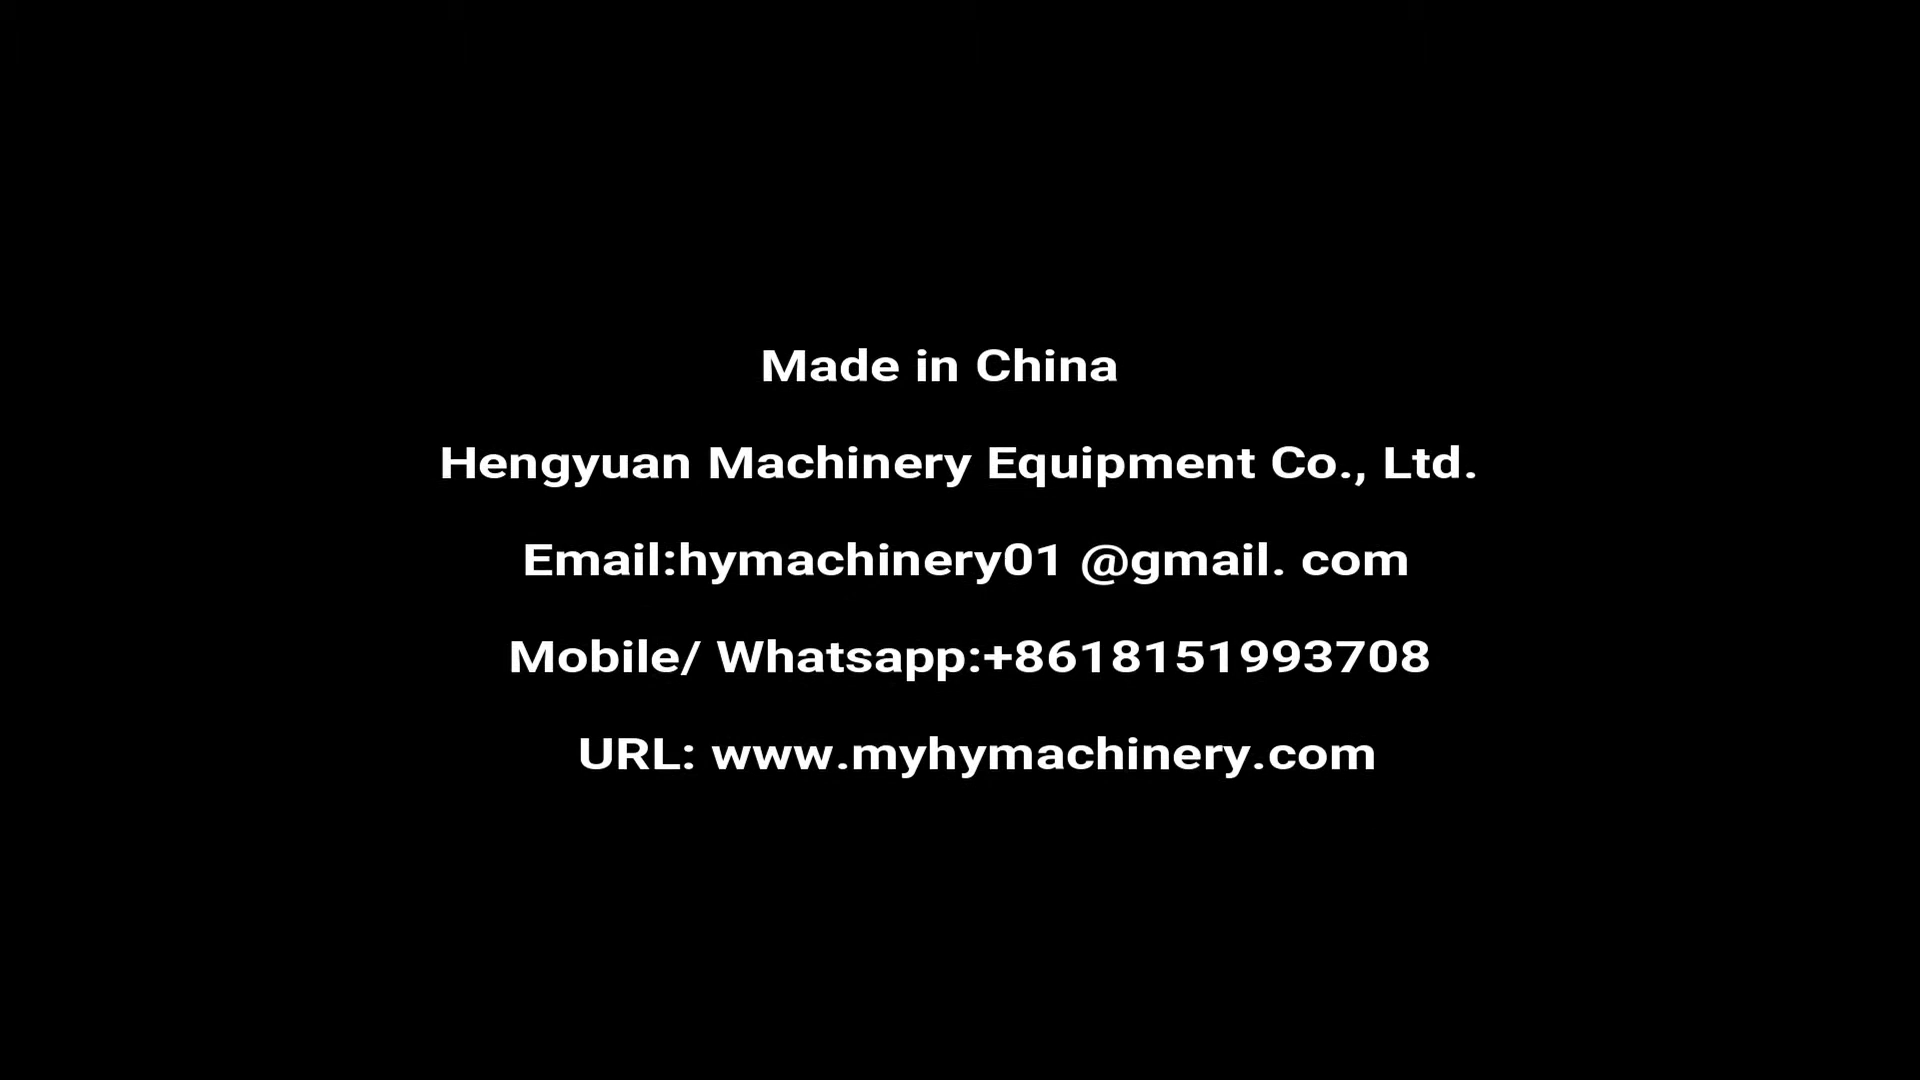 Made in China
Hengyuan Machinery Equipment Co., Ltd.
Email:hymachinery01 @gmail. com
Mobile/ Whatsapp:+8618151993708
URL: www.myhymachinery.com